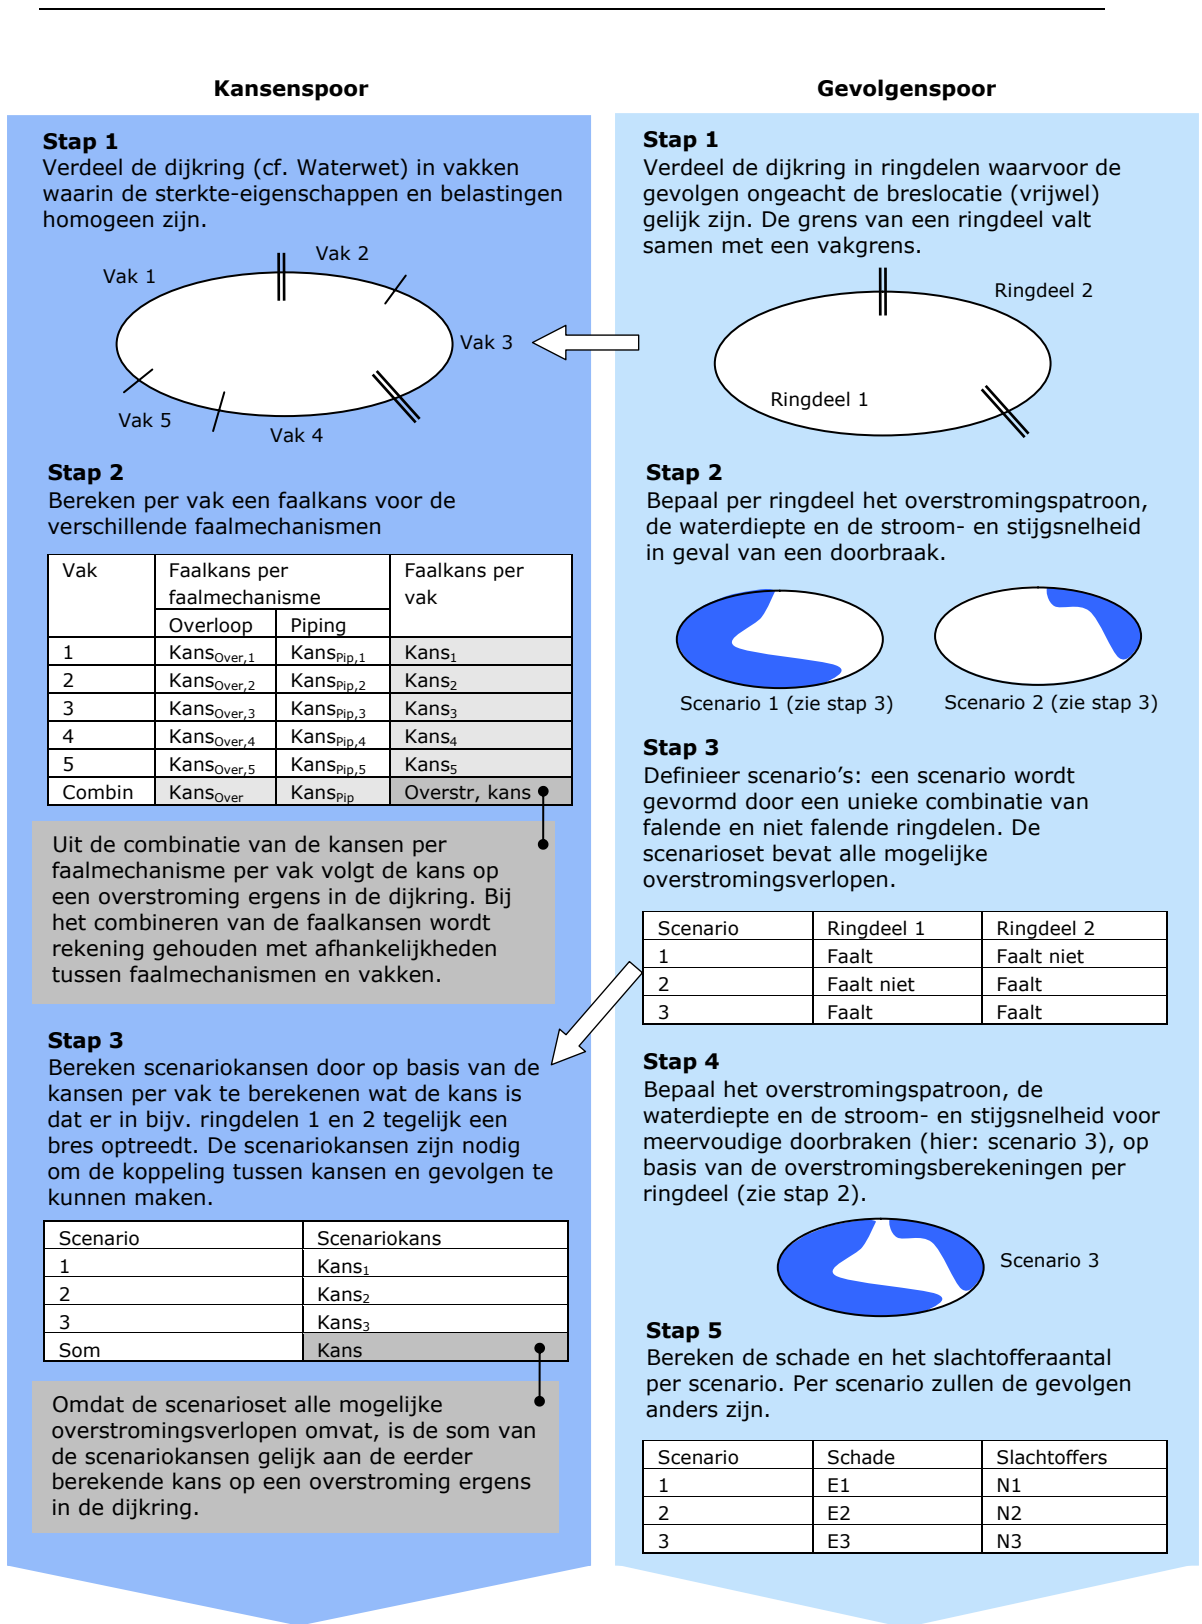 Kansenspoor
Stap 1
Verdeel de dijkring (cf. Waterwet) in vakken
waarin de sterkte-eigenschappen en belastingen
homogeen zijn.
Vak 2
Vak 1
Vak 3
Vak 5
Vak 4
Stap 2
Bereken per vak een faalkans voor de
verschillende faalmechanismen
Vak Faalkans per Faalkans per
faalmechanisme vak
Overloop Piping
1 KansOver,1 KansPip,1 Kans1
2 KansOver,2 KansPip,2 Kans2
3 KansOver,3 KansPip,3 Kans3
4 KansOver,4 KansPip,4 Kans4
5 KansOver,5 KansPip,5 Kans5
Combin KansOver KansPip Overstr, kans
Uit de combinatie van de kansen per
faalmechanisme per vak volgt de kans op
een overstroming ergens in de dijkring. Bij
het combineren van de faalkansen wordt
rekening gehouden met afhankelijkheden
tussen faalmechanismen en vakken.
Stap 3
Bereken scenariokansen door op basis van de
kansen per vak te berekenen wat de kans is
dat er in bijv. ringdelen 1 en 2 tegelijk een
bres optreedt. De scenariokansen zijn nodig
om de koppeling tussen kansen en gevolgen te
kunnen maken.
Scenario Scenariokans
1 Kans1
2 Kans2
3 Kans3
Som Kans
Omdat de scenarioset alle mogelijke
overstromingsverlopen omvat, is de som van
de scenariokansen gelijk aan de eerder
berekende kans op een overstroming ergens
in de dijkring.
Gevolgenspoor
Stap 1
Verdeel de dijkring in ringdelen waarvoor de
gevolgen ongeacht de breslocatie (vrijwel)
gelijk zijn. De grens van een ringdeel valt
samen met een vakgrens.
Ringdeel 2
Ringdeel 1
Stap 2
Bepaal per ringdeel het overstromingspatroon,
de waterdiepte en de stroom- en stijgsnelheid
in geval van een doorbraak.
Scenario 1 (zie stap 3) Scenario 2 (zie stap 3)
Stap 3
Definieer scenario’s: een scenario wordt
gevormd door een unieke combinatie van
falende en niet falende ringdelen. De
scenarioset bevat alle mogelijke
overstromingsverlopen.
Scenario Ringdeel 1 Ringdeel 2
1 Faalt Faalt niet
2 Faalt niet Faalt
3 Faalt Faalt
Stap 4
Bepaal het overstromingspatroon, de
waterdiepte en de stroom- en stijgsnelheid voor
meervoudige doorbraken (hier: scenario 3), op
basis van de overstromingsberekeningen per
ringdeel (zie stap 2).
Scenario 3
Stap 5
Bereken de schade en het slachtofferaantal
per scenario. Per scenario zullen de gevolgen
anders zijn.
Scenario Schade Slachtoffers
1 E1 N1
2 E2 N2
3 E3 N3